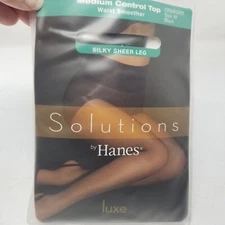 Medium Control Top
Waist Smoother
SILKY SHEER LEG
Solutions
by Hanes®
luxe